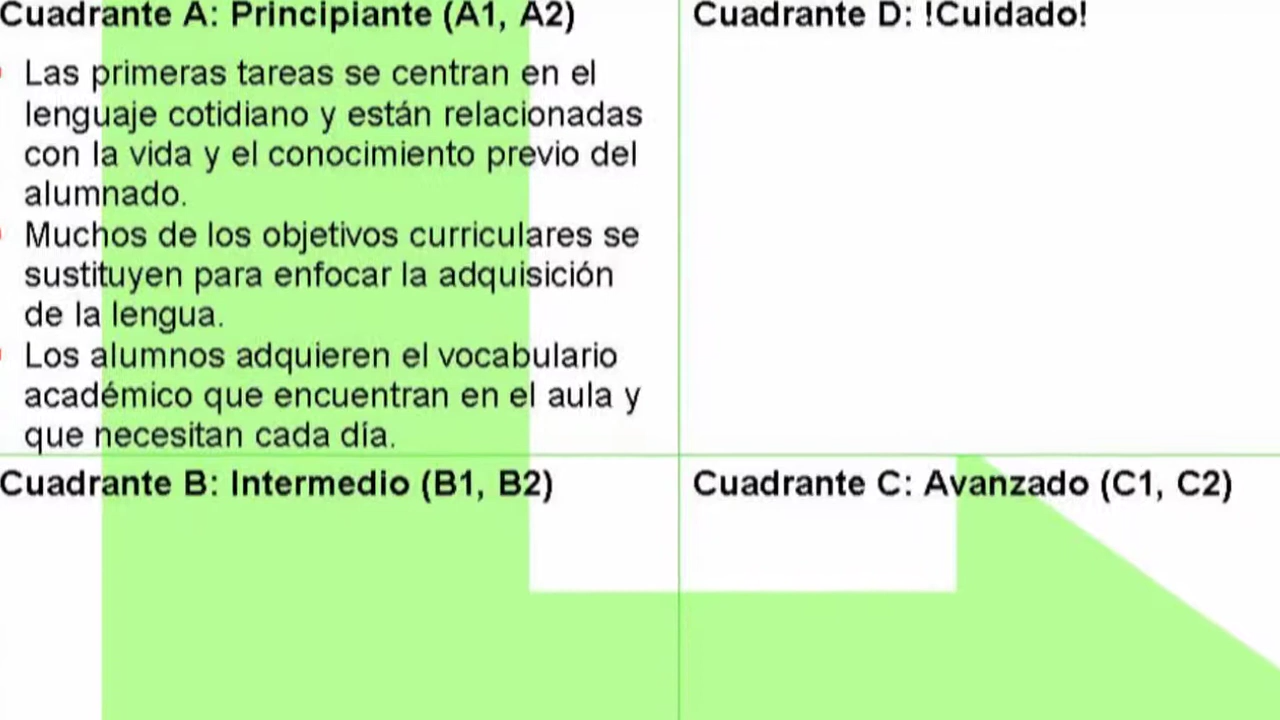 Cuadrante A: Principiante (A1, A2)
Las primeras tareas se centran en el
lenguaje cotidiano y están relacionadas
con la vida y el conocimiento previo del
alumnado.
Muchos de los objetivos curriculares se
sustituyen para enfocar la adquisición
de la lengua.
Los alumnos adquieren el vocabulario
académico que encuentran en el aula y
que necesitan cada día.
Cuadrante D: !Cuidado!
Cuadrante B: Intermedio (B1, B2)
Cuadrante C: Avanzado (C1, C2)